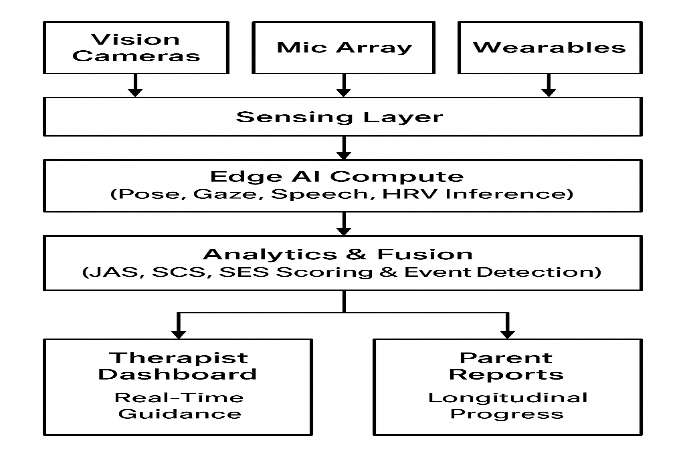 Vision
Cameras
Mic Array
Wearables
Sensing Layer
Edge AI Compute
(Pose, Gaze, Speech, HRV Inference)
Analytics & Fusion
(JAS, SCS, SES Scoring & Event Detection)
Therapist
Dashboard
Real-Time
Guidance
Parent
Reports
Longitudinal
Progress